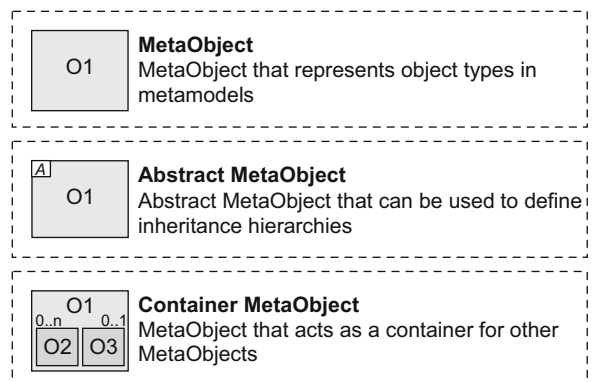 O1
MetaObject
MetaObject that represents object types in
metamodels
A
O1
Abstract MetaObject
Abstract MetaObject that can be used to define
inheritance hierarchies
O1
0..n 0..1
O2 O3
Container MetaObject
MetaObject that acts as a container for other
MetaObjects